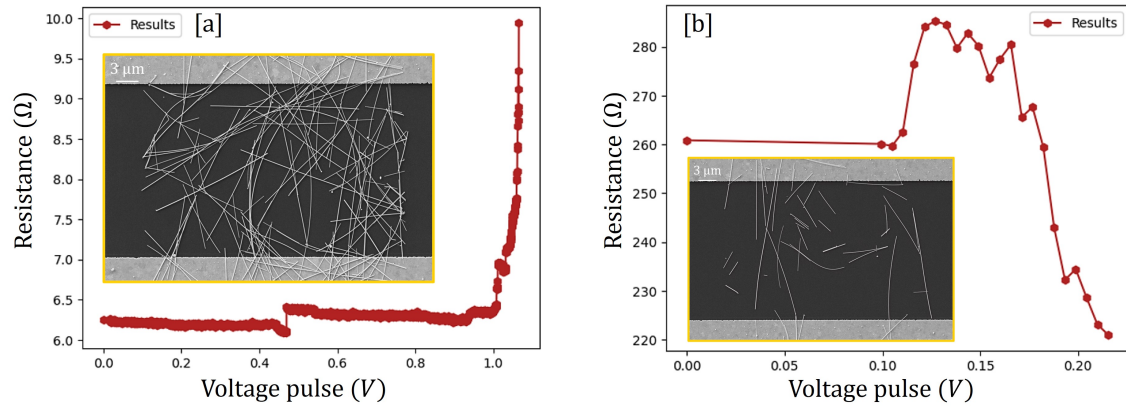 [a]
Results
3 μm
10.0
9.5
9.0
8.5
8.0
7.5
7.0
6.5
6.0
Resistance (Ω)
0.0 0.2 0.4 0.6 0.8 1.0
Voltage pulse (V)
[b]
Results
3 μm
280
270
260
250
240
230
220
Resistance (Ω)
0.00 0.05 0.10 0.15 0.20
Voltage pulse (V)